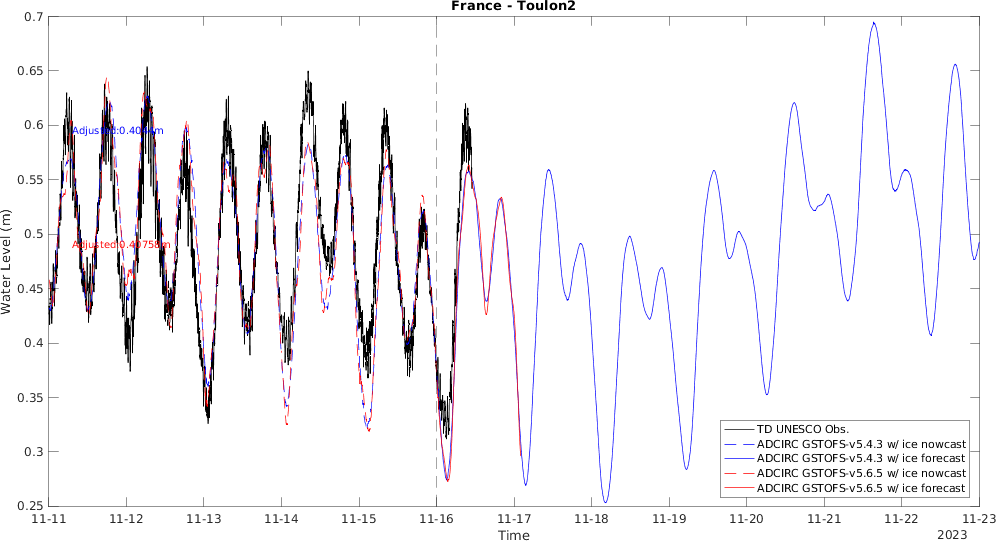 France - Toulon2
Water Level (m)
0.7
0.65
0.6
0.55
0.5
0.45
0.4
0.35
0.3
0.25
TD UNESCO Obs.
ADCIRC GSTOFS-v5.4.3 w/ ice nowcast
ADCIRC GSTOFS-v5.4.3 w/ ice forecast
ADCIRC GSTOFS-v5.6.5 w/ ice nowcast
ADCIRC GSTOFS-v5.6.5 w/ ice forecast
11-11 11-12 11-13 11-14 11-15 11-16 11-17 11-18 11-19 11-20 11-21 11-22 11-23
Time
2023